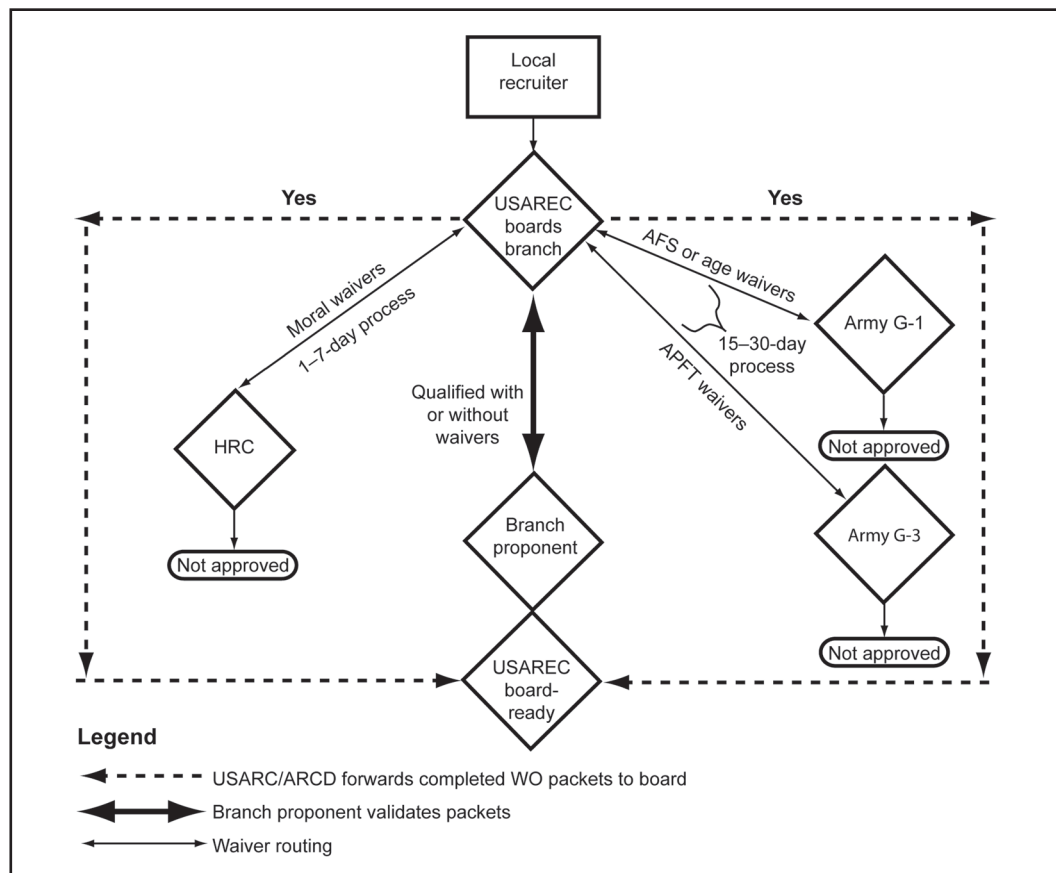 Local
recruiter
Yes
USAREC
boards
branch
Yes
Moral waivers
1–7-day process
AFS or age waivers
15–30-day
process
APFT waivers
Army G-1
Not approved
Qualified with
or without
waivers
HRC
Not approved
Branch
proponent
Army G-3
Not approved
USAREC
board-
ready
Legend
USARC/ARCD forwards completed WO packets to board
Branch proponent validates packets
Waiver routing